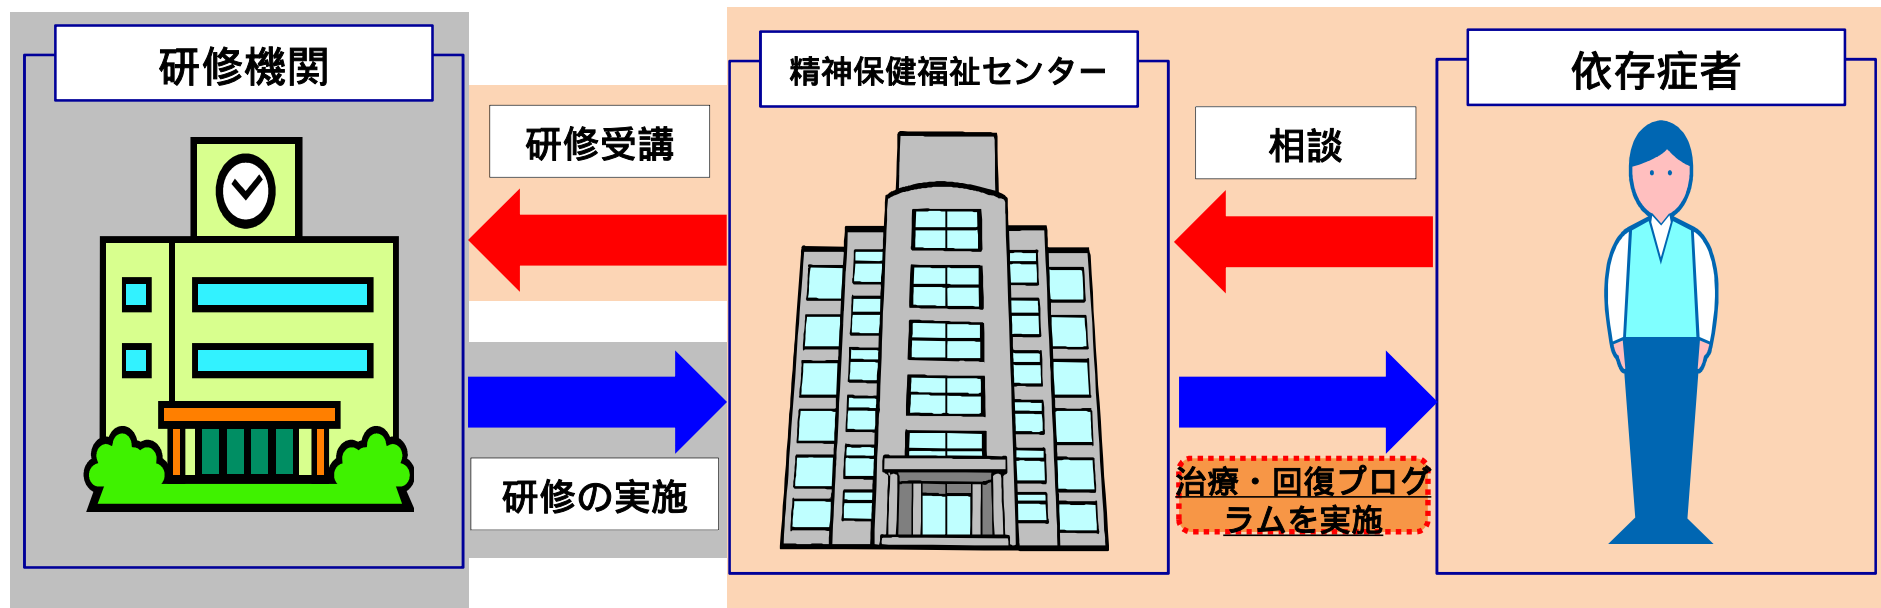 研修機関
精神保健福祉センター
依存症者
研修受講
相談
研修の実施
治療・回復プログ
ラムを実施